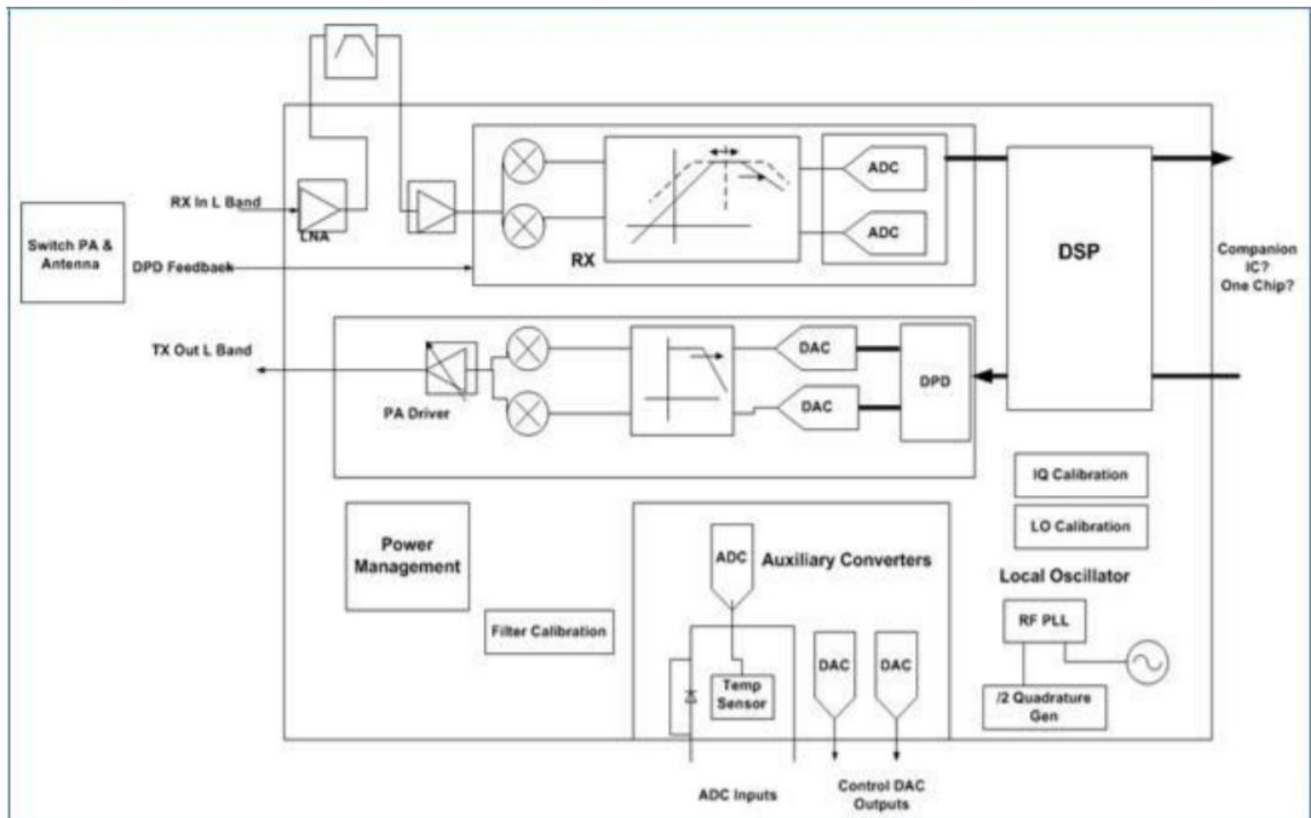 RX In L Band
LNA
Switch PA &
Antenna
DPD Feedback
RX
ADC
ADC
DSP
Companion
IC?
One Chip?
TX Out L Band
PA Driver
DAC
DAC
DPD
IQ Calibration
LO Calibration
Power
Management
Filter Calibration
ADC
Auxiliary Converters
Temp
Sensor
DAC
DAC
Local Oscillator
RF PLL
/2 Quadrature
Gen
ADC Inputs
Control DAC
Outputs